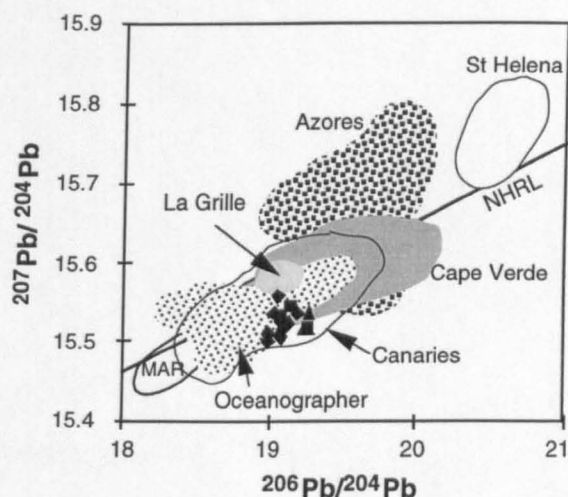 15.9
15.8
15.7
15.6
15.5
15.4
207Pb/ 204Pb
St Helena
Azores
NHRL
La Grille
Cape Verde
Canaries
MAR
Oceanographer
18
19
20
21
206Pb/204Pb